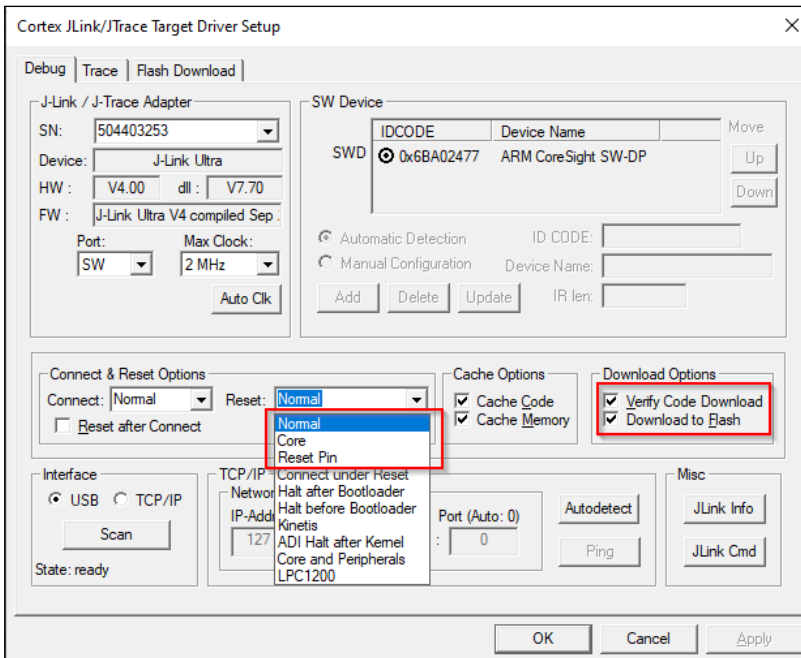 Cortex JLink/JTrace Target Driver Setup
Debug Trace Flash Download
J-Link / J-Trace Adapter
SN: 504403253
Device: J-Link Ultra
HW : V4.00 dll : V7.70
FW : J-Link Ultra V4 compiled Sep
Port: Max Clock:
SW 2 MHz
Auto Clk
SW Device
IDCODE Device Name
SWD 0x6BA02477 ARM CoreSight SW-DP
Move
Up
Down
Automatic Detection ID CODE:
Manual Configuration Device Name:
Add Delete Update IR len:
Connect & Reset Options
Connect: Normal Reset: Normal
Reset after Connect
Normal
Core
Reset Pin
Connect under Reset
Halt after Bootloader
Halt before Bootloader
Kinetis
ADI Halt after Kernel
Core and Peripherals
LPC1200
Cache Options
Cache Code
Cache Memory
Download Options
Verify Code Download
Download to Flash
Interface
USB TCP/IP
Scan
State: ready
TCP/IP
Networ
IP-Addr Port (Auto: 0)
127 : 0
Autodetect
Ping
Misc
JLink Info
JLink Cmd
OK Cancel Apply